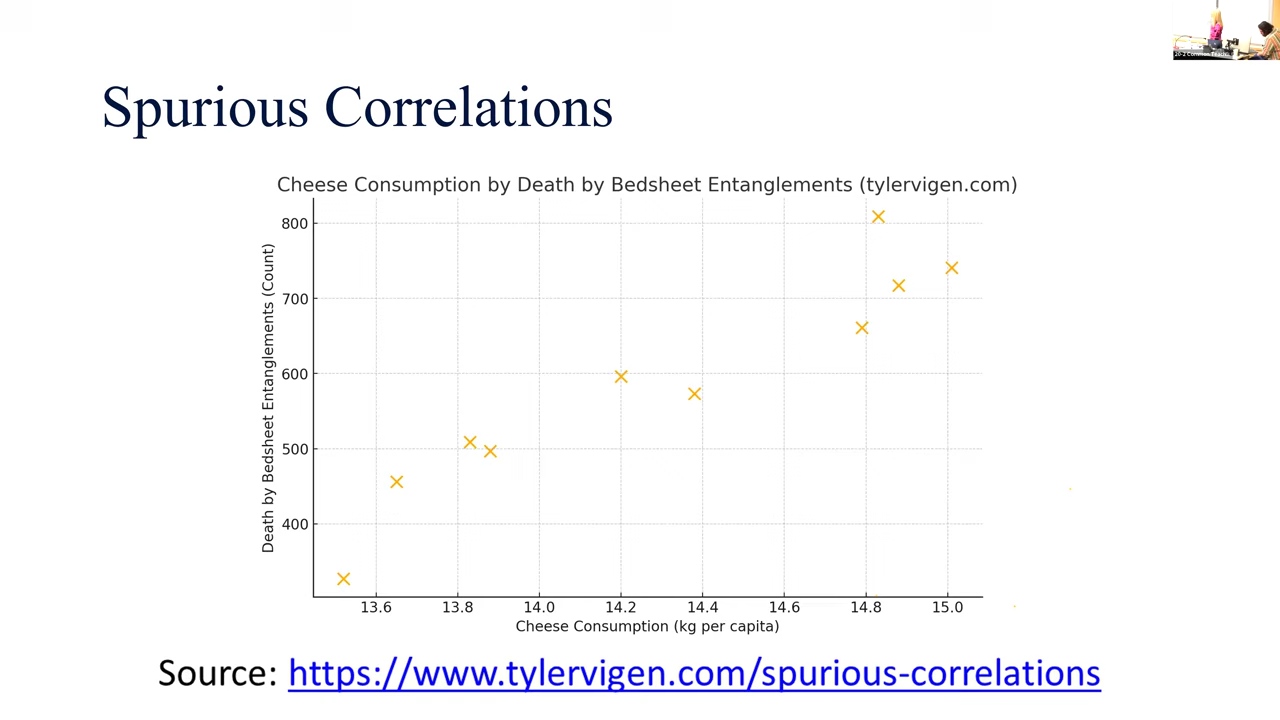 Spurious Correlations
Cheese Consumption by Death by Bedsheet Entanglements (tylervigen.com)
Death by Bedsheet Entanglements (Count)
800
700
600
500
400
13.6 13.8 14.0 14.2 14.4 14.6 14.8 15.0
Cheese Consumption (kg per capita)
Source: https://www.tylervigen.com/spurious-correlations